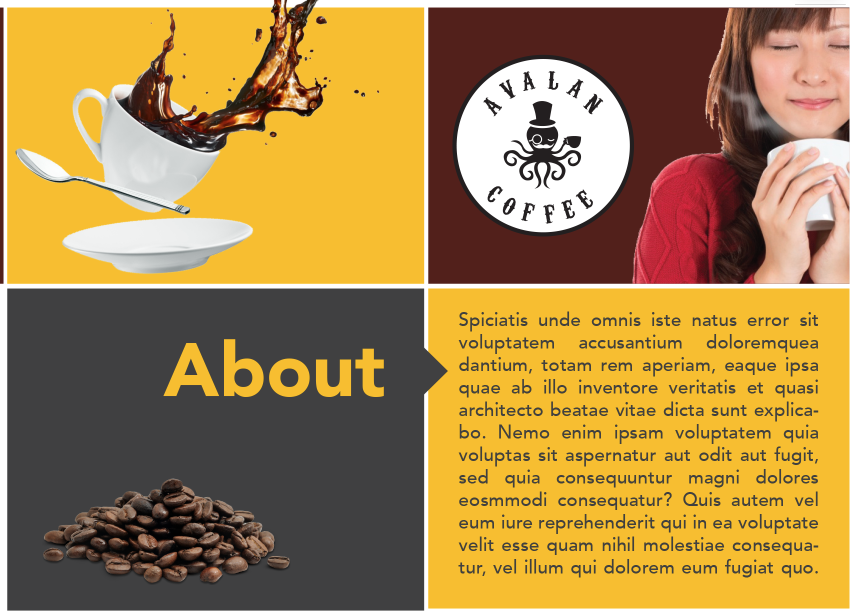 AVALAN
COFFEE
About
Spiciatis unde omnis iste natus error sit
voluptatem accusantium doloremquea
dantium, totam rem aperiam, eaque ipsa
quae ab illo inventore veritatis et quasi
architecto beatae vitae dicta sunt explica-
bo. Nemo enim ipsam voluptatem quia
voluptas sit aspernatur aut odit aut fugit,
sed quia consequuntur magni dolores
eosmmodi consequatur? Quis autem vel
eum iure reprehenderit qui in ea voluptate
velit esse quam nihil molestiae consequa-
tur, vel illum qui dolorem eum fugiat quo.